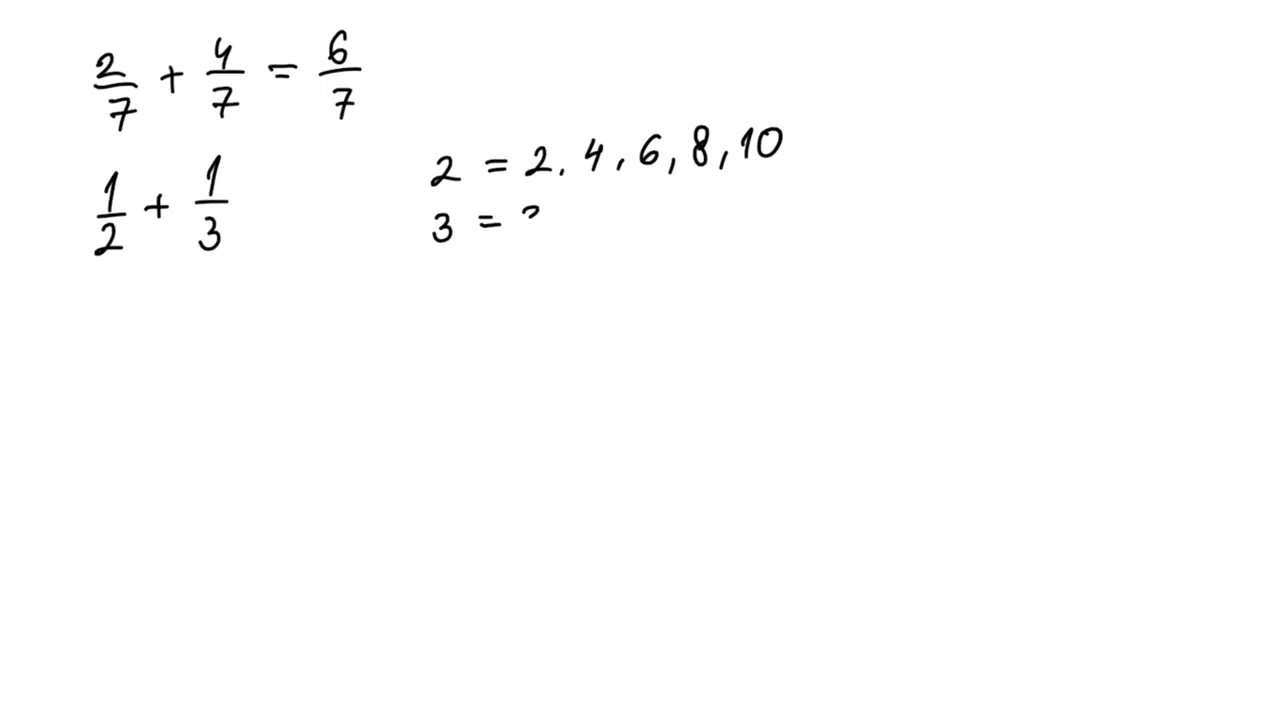 2/7 + 4/7 = 6/7
1/2 + 1/3
2 = 2. 4, 6, 8, 10
3 =